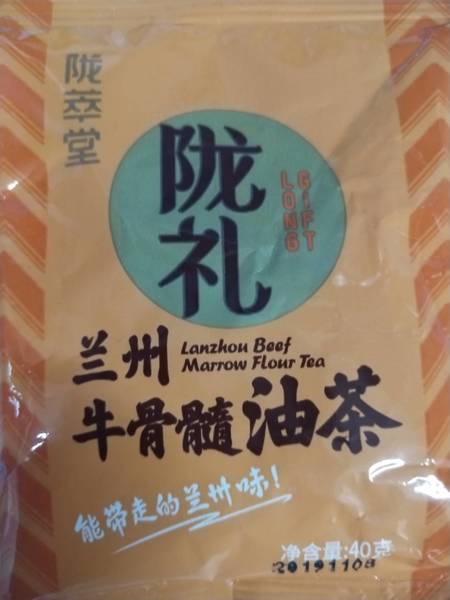 陇萃堂
陇礼
LONG
GIFT
兰州
Lanzhou Beef
Marrow Flour Tea
牛骨髓油茶
能带走的兰州味!
净含量:40克
20191108